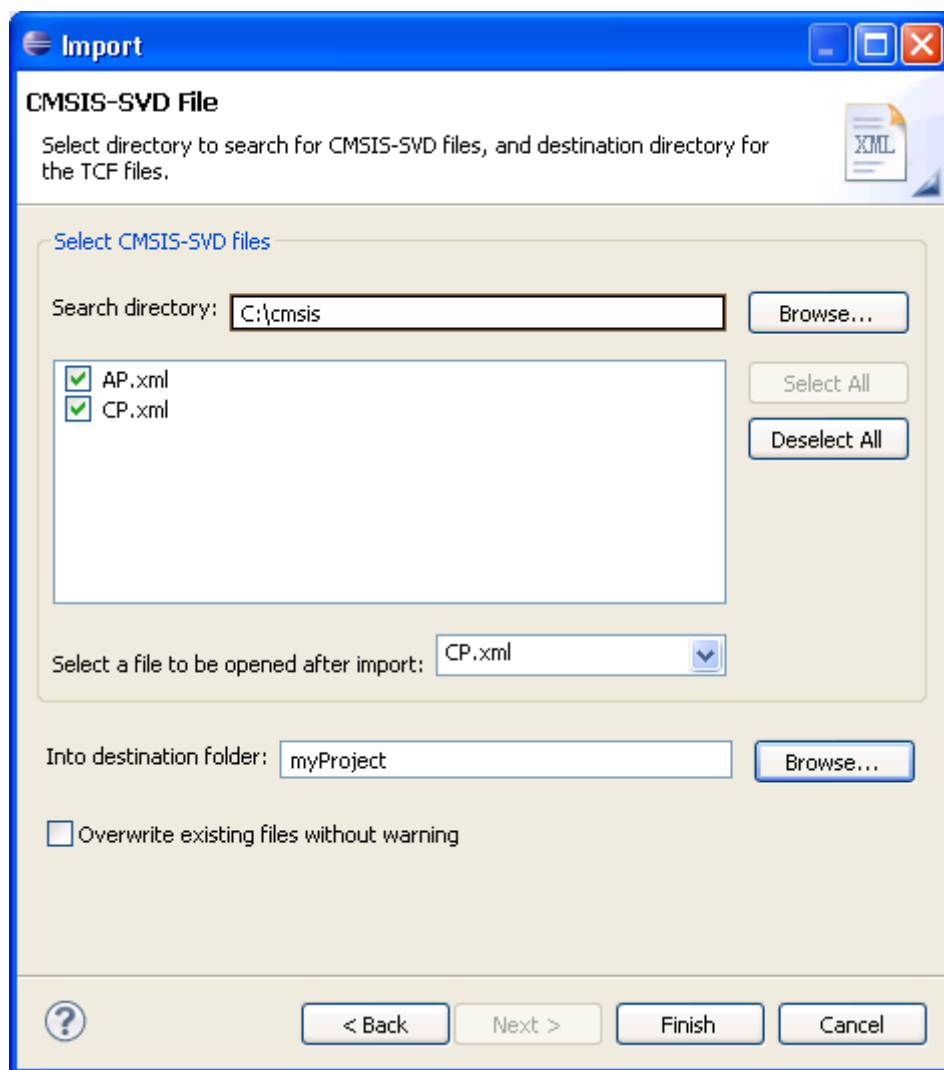 Import
CMSIS-SVD File
Select directory to search for CMSIS-SVD files, and destination directory for
the TCF files.
XML
Select CMSIS-SVD files
Search directory: C:\cmsis Browse...
AP.xml Select All
CP.xml
Deselect All
Select a file to be opened after import: CP.xml
Into destination folder: myProject Browse...
Overwrite existing files without warning
? < Back Next > Finish Cancel